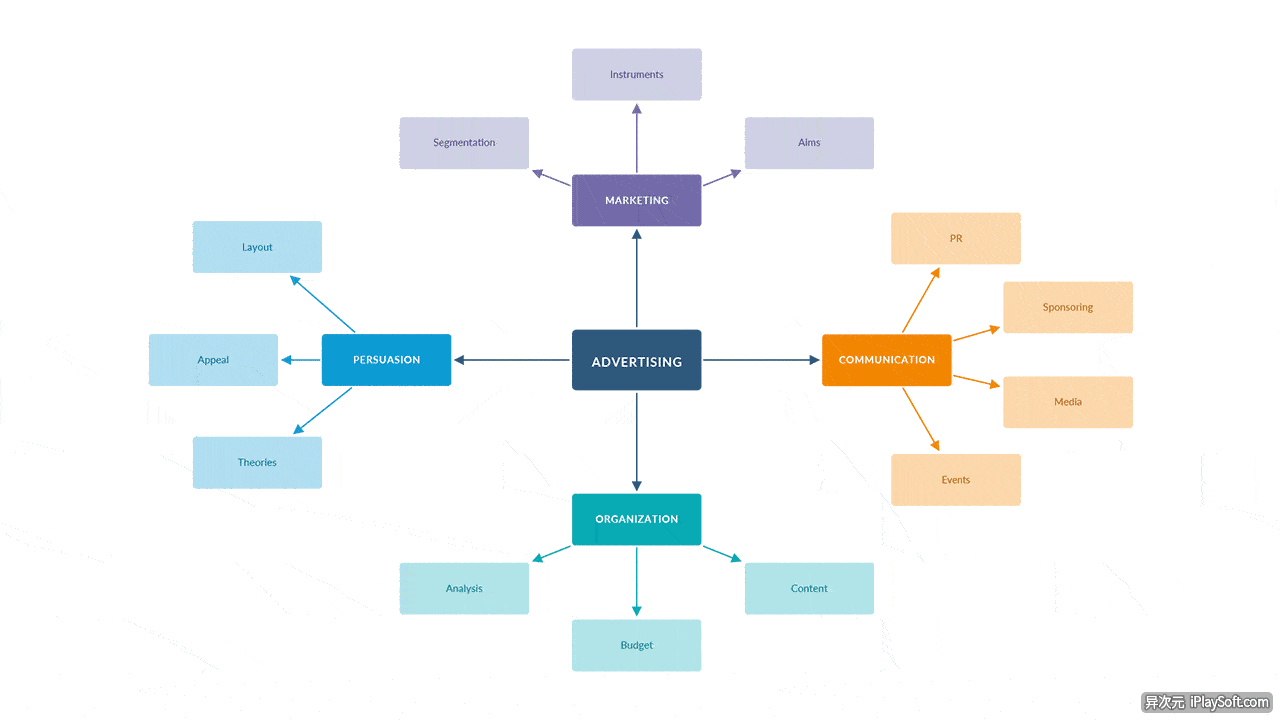 Instruments
Segmentation
Aims
MARKETING
Layout
PR
Sponsoring
Appeal
PERSUASION
ADVERTISING
COMMUNICATION
Media
Theories
Events
ORGANIZATION
Analysis
Content
Budget
异次元 iPlaySoft.com